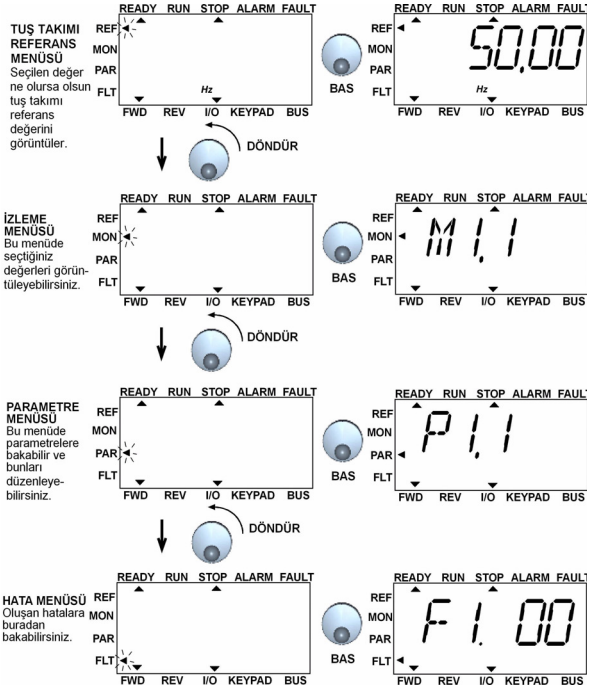 TUŞ TAKIMI
REFERANS
MENÜSÜ
Seçilen değer
ne olursa olsun
tuş takımı
referans
değerini
görüntüler.
READY RUN STOP ALARM FAULT
REF
MON
PAR
FLT
Hz
FWD REV I/O KEYPAD BUS
BAS
READY RUN STOP ALARM FAULT
REF
MON
PAR
FLT
50.00
Hz
FWD REV I/O KEYPAD BUS
DÖNDÜR
İZLEME
MENÜSÜ
Bu menüde
seçtiğiniz
değerleri görün-
tüleyebilirsiniz.
READY RUN STOP ALARM FAULT
REF
MON
PAR
FLT
FWD REV I/O KEYPAD BUS
BAS
READY RUN STOP ALARM FAULT
REF
MON
PAR
FLT
M1.1
FWD REV I/O KEYPAD BUS
DÖNDÜR
PARAMETRE
MENÜSÜ
Bu menüde
parametrelere
bakabilir ve
bunları
düzenleye-
bilirsiniz.
READY RUN STOP ALARM FAULT
REF
MON
PAR
FLT
FWD REV I/O KEYPAD BUS
BAS
READY RUN STOP ALARM FAULT
REF
MON
PAR
FLT
P1.1
FWD REV I/O KEYPAD BUS
DÖNDÜR
HATA MENÜSÜ
Oluşan hatalara
buradan
bakabilirsiniz.
READY RUN STOP ALARM FAULT
REF
MON
PAR
FLT
FWD REV I/O KEYPAD BUS
BAS
READY RUN STOP ALARM FAULT
REF
MON
PAR
FLT
F1. 00
FWD REV I/O KEYPAD BUS